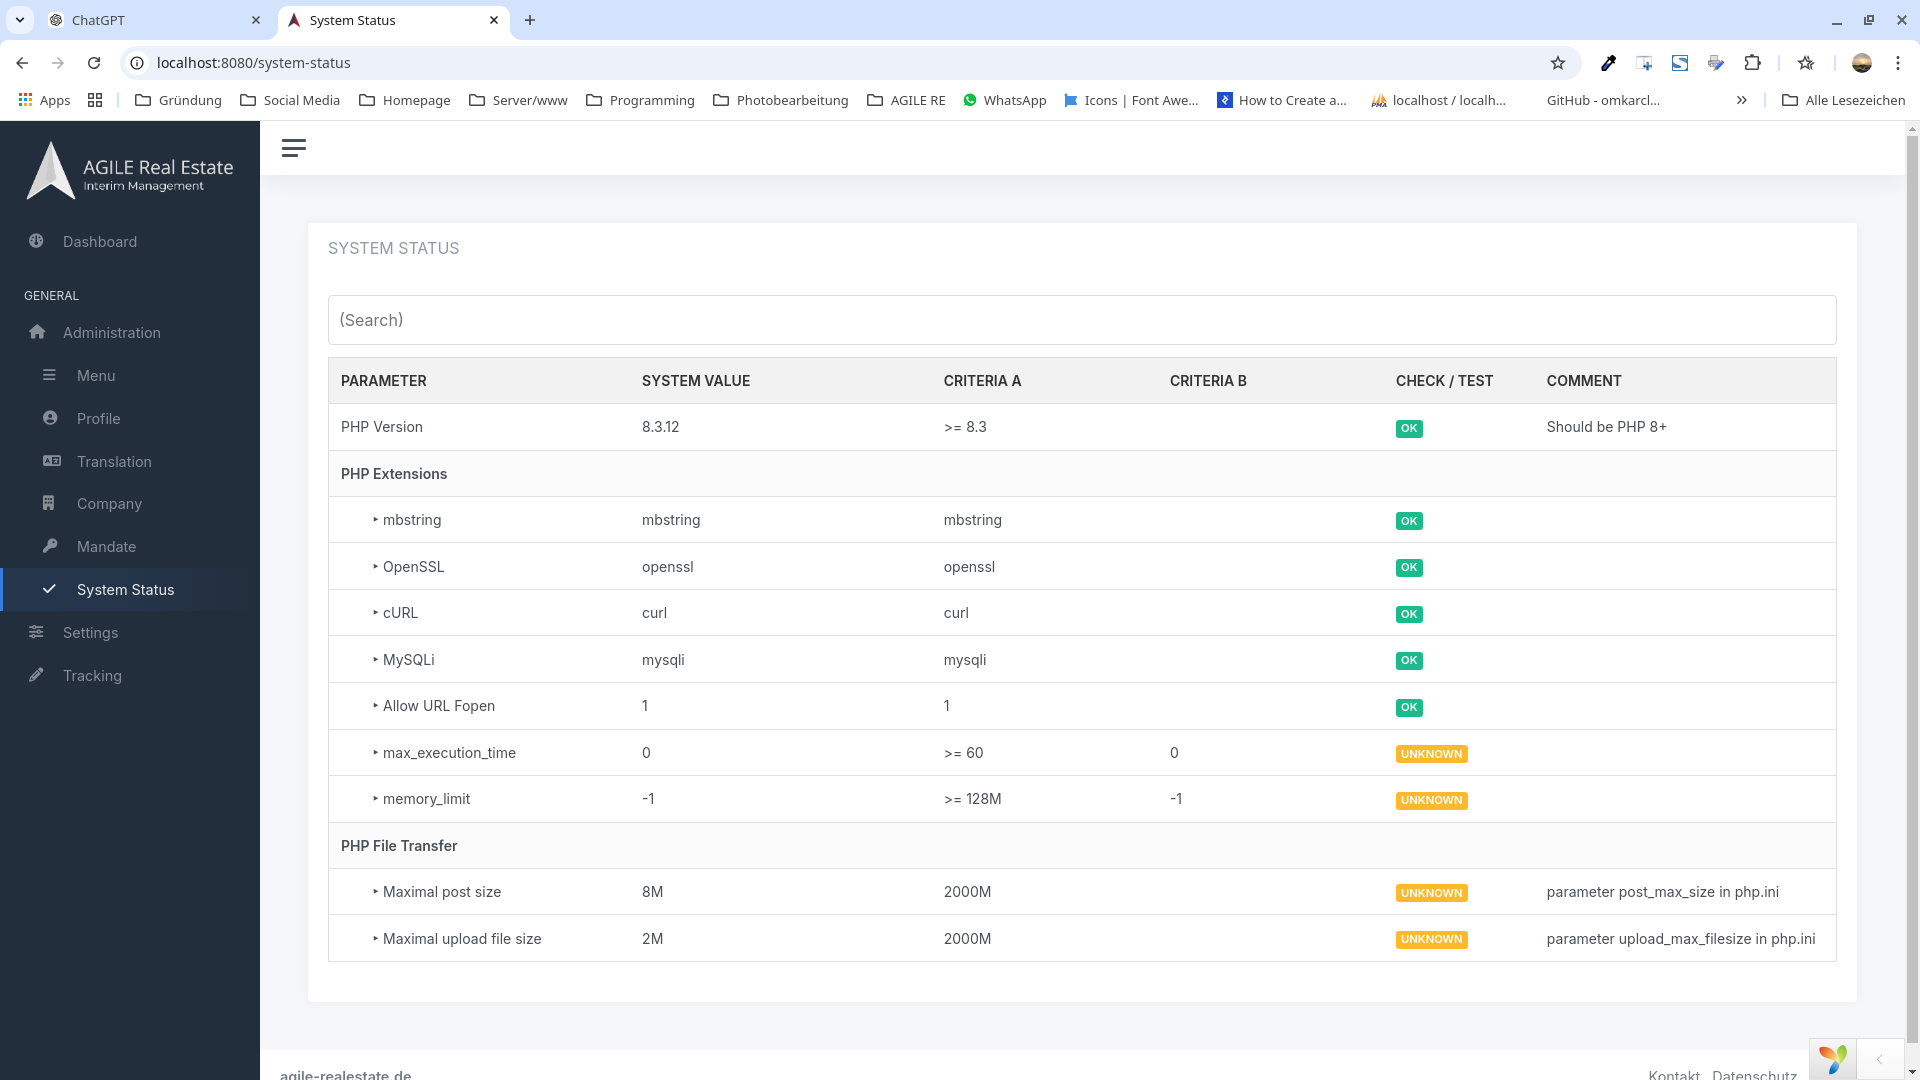 ChatGPT
System Status
localhost:8080/system-status
Apps
Gründung
Social Media
Homepage
Server/www
Programming
Photobearbeitung
AGILE RE
WhatsApp
Icons | Font Awe...
How to Create a...
localhost / localh...
GitHub - omkarcl...
Alle Lesezeichen
AGILE Real Estate
Interim Management
Dashboard
GENERAL
Administration
Menu
Profile
Translation
Company
Mandate
System Status
Settings
Tracking
SYSTEM STATUS
(Search)
PARAMETER SYSTEM VALUE CRITERIA A CRITERIA B CHECK / TEST COMMENT
PHP Version 8.3.12 >= 8.3 OK Should be PHP 8+
PHP Extensions
‣ mbstring mbstring mbstring OK
‣ OpenSSL openssl openssl OK
‣ cURL curl curl OK
‣ MySQLi mysqli mysqli OK
‣ Allow URL Fopen 1 1 OK
‣ max_execution_time 0 >= 60 0 UNKNOWN
‣ memory_limit -1 >= 128M -1 UNKNOWN
PHP File Transfer
‣ Maximal post size 8M 2000M UNKNOWN parameter post_max_size in php.ini
‣ Maximal upload file size 2M 2000M UNKNOWN parameter upload_max_filesize in php.ini
agile-realestate.de
Kontakt Datenschutz